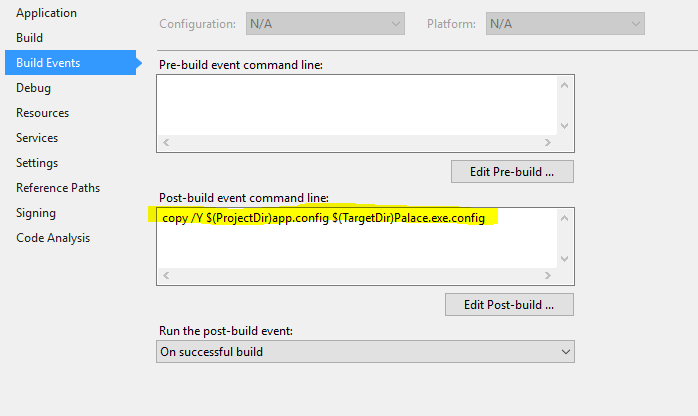 Application
Build
Build Events
Debug
Resources
Services
Settings
Reference Paths
Signing
Code Analysis
Configuration: N/A Platform: N/A
Pre-build event command line:
Edit Pre-build ...
Post-build event command line:
copy /Y $(ProjectDir)app.config $(TargetDir)Palace.exe.config
Edit Post-build ...
Run the post-build event:
On successful build